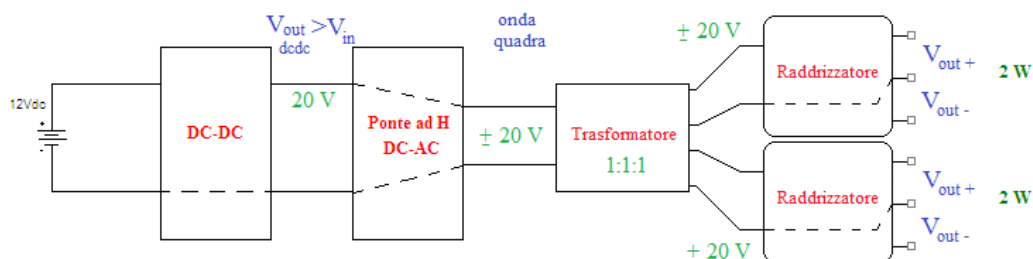 12Vdc
DC-DC
Vout dcdc > Vin
20 V
Ponte ad H
DC-AC
onda
quadra
± 20 V
Trasformatore
1:1:1
± 20 V
Raddrizzatore
Vout +
Vout -
2 W
Raddrizzatore
Vout +
Vout -
2 W
+ 20 V